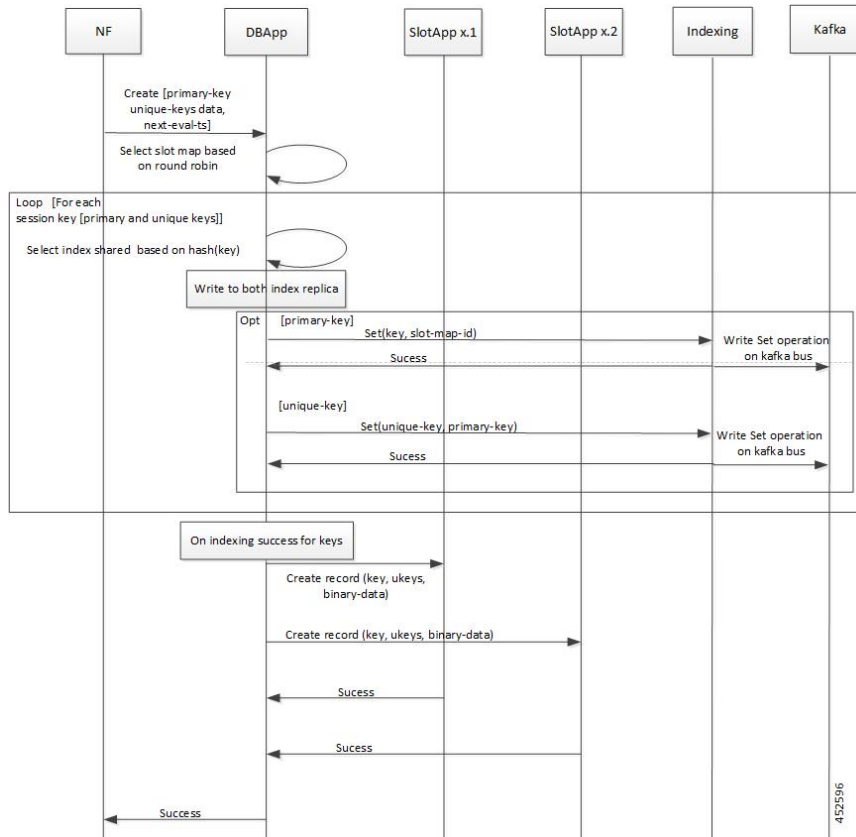 NF
DBApp
SlotApp x.1
SlotApp x.2
Indexing
Kafka
Create [primary-key
unique-keys data,
next-eval-ts]
Select slot map based
on round robin
Loop [For each
session key [primary and unique keys]]
Select index shared based on hash(key)
Write to both index replica
Opt [primary-key]
Set(key, slot-map-id)
Write Set operation
on kafka bus
Sucess
[unique-key]
Set(unique-key, primary-key)
Write Set operation
on kafka bus
Sucess
On indexing success for keys
Create record (key, ukeys,
binary-data)
Create record (key, ukeys, binary-data)
Sucess
Sucess
Success
452596